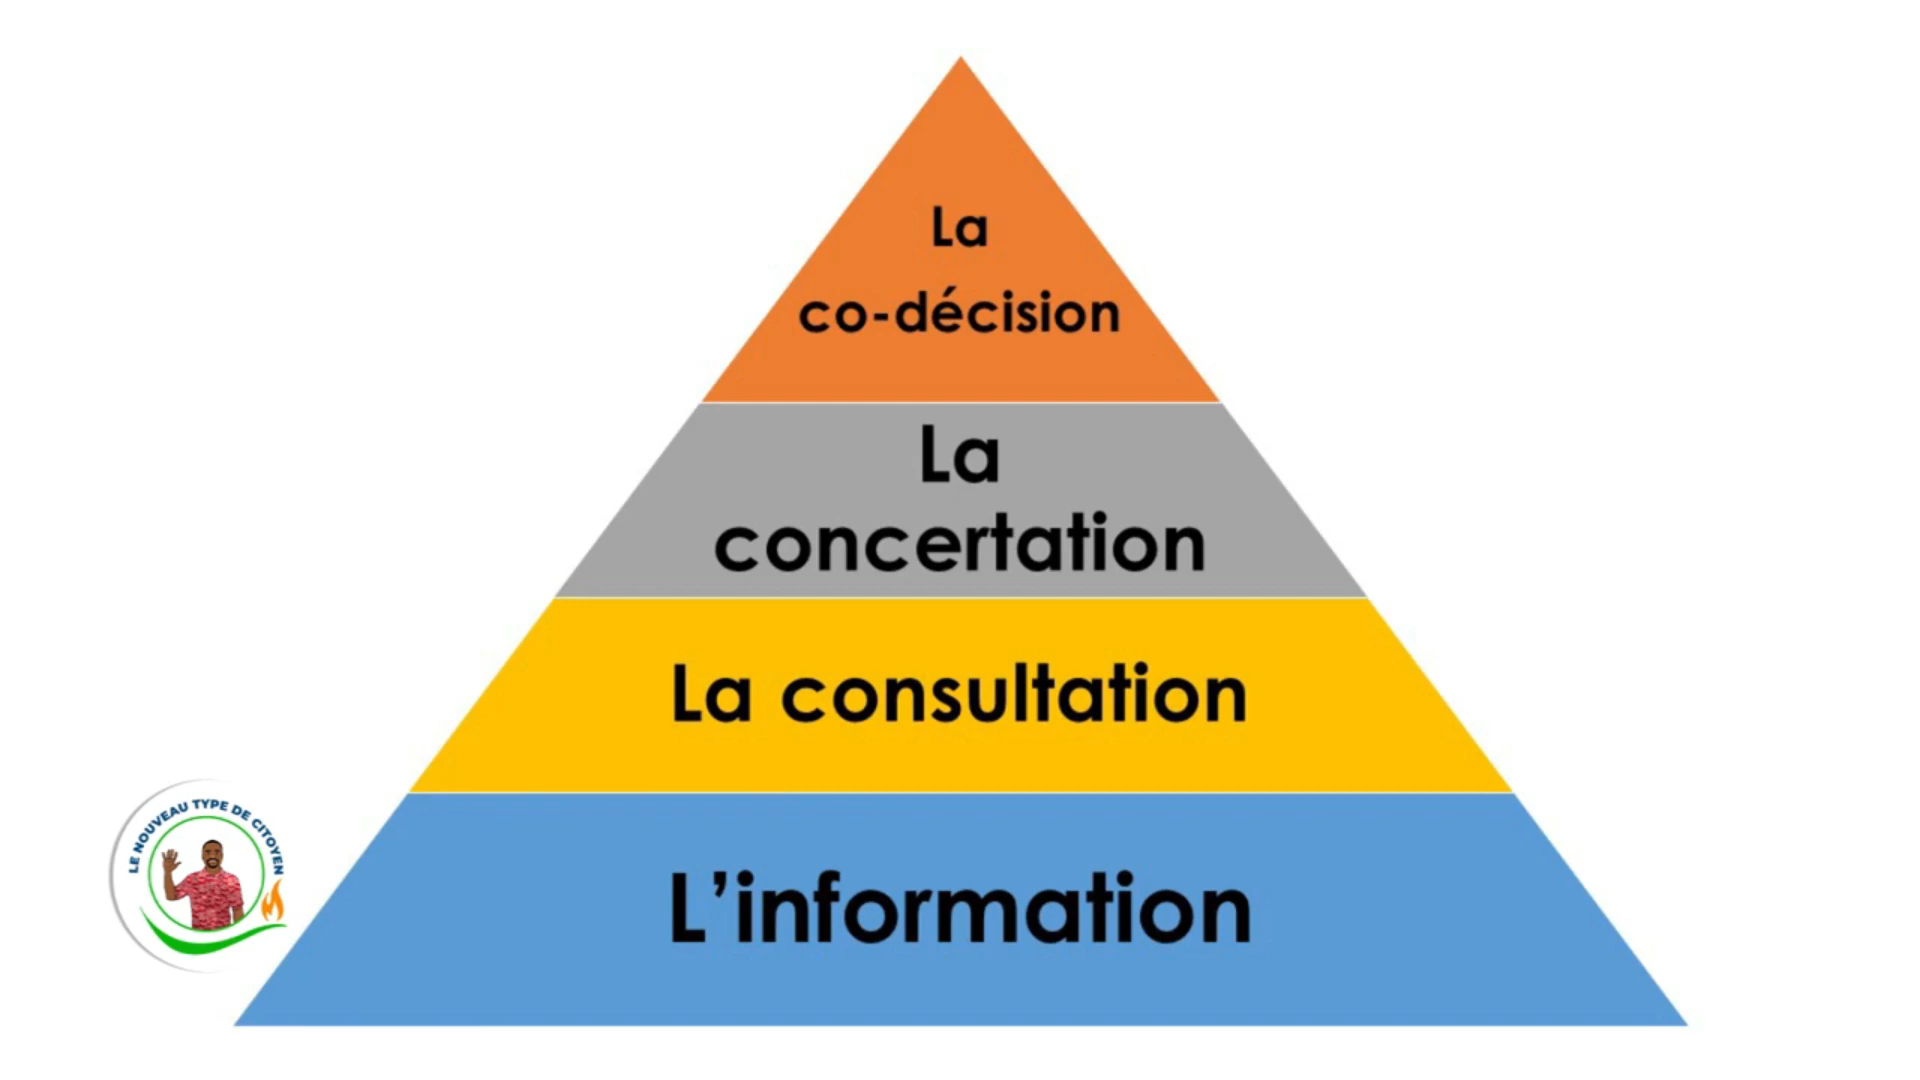 La
co-décision
La
concertation
La consultation
L’information
LE NOUVEAU TYPE DE CITOYEN